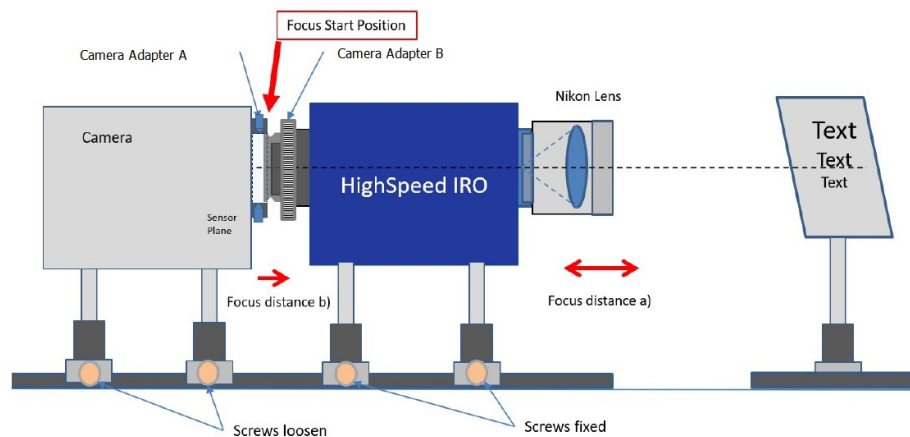 Focus Start Position
Camera Adapter A
Camera Adapter B
Nikon Lens
Camera
Text
Text
Text
HighSpeed IRO
Sensor
Plane
Focus distance b)
Focus distance a)
Screws loosen
Screws fixed